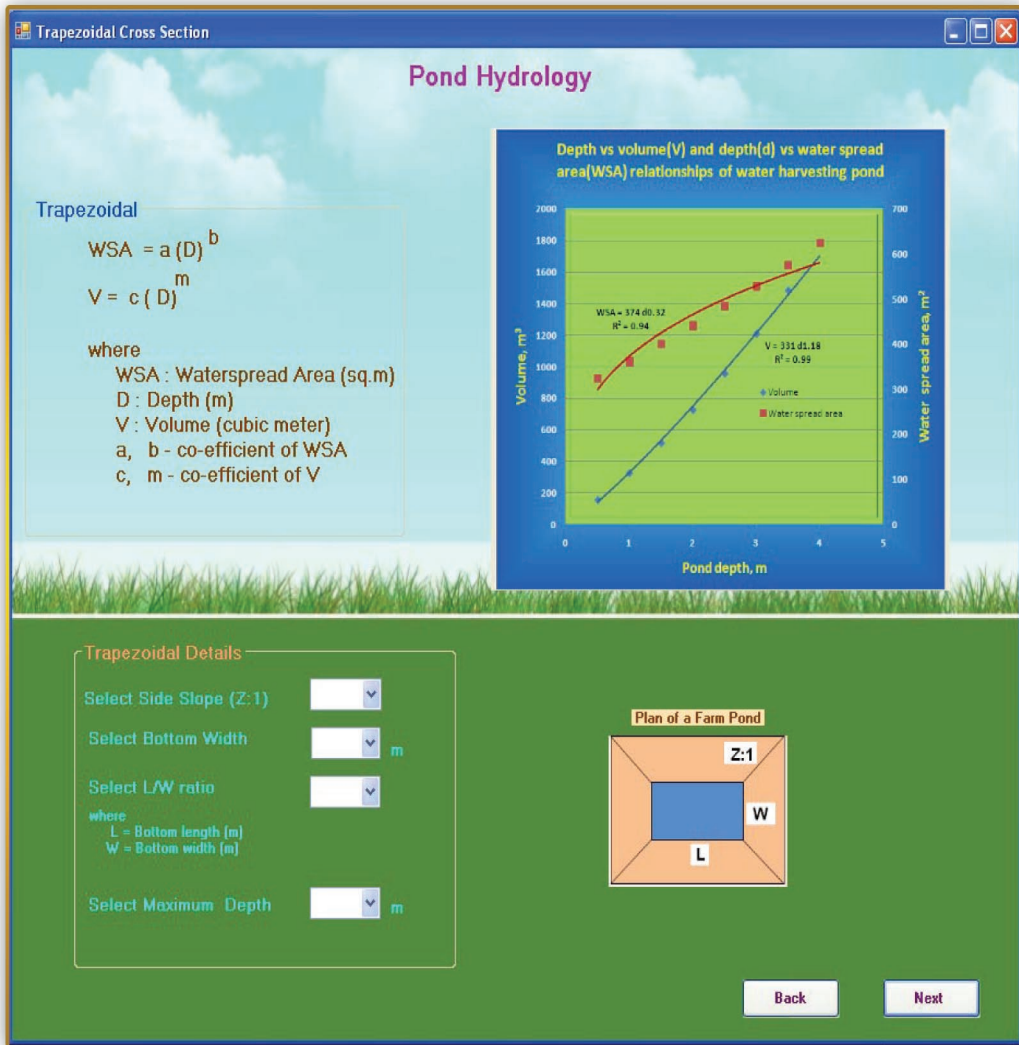 Trapezoidal Cross Section
Pond Hydrology
Trapezoidal
WSA = a (D) b
V = c ( D) m
where
WSA : Waterspread Area (sq.m)
D : Depth (m)
V : Volume (cubic meter)
a, b - co-efficient of WSA
c, m - co-efficient of V
Depth vs volume(V) and depth(d) vs water spread
area(WSA) relationships of water harvesting pond
2000
1800
1600
1400
1200
1000
800
600
400
200
0
Volume, m³
700
600
500
400
300
200
100
0
Water spread area, m²
WSA = 374 d0.32
R² = 0.94
V = 331 d1.18
R² = 0.99
Volume
Water spread area
0 1 2 3 4 5
Pond depth, m
Trapezoidal Details
Select Side Slope (Z:1)
Select Bottom Width m
Select L/W ratio
where
L = Bottom length (m)
W = Bottom width (m)
Select Maximum Depth m
Plan of a Farm Pond
Z:1
W
L
Back Next